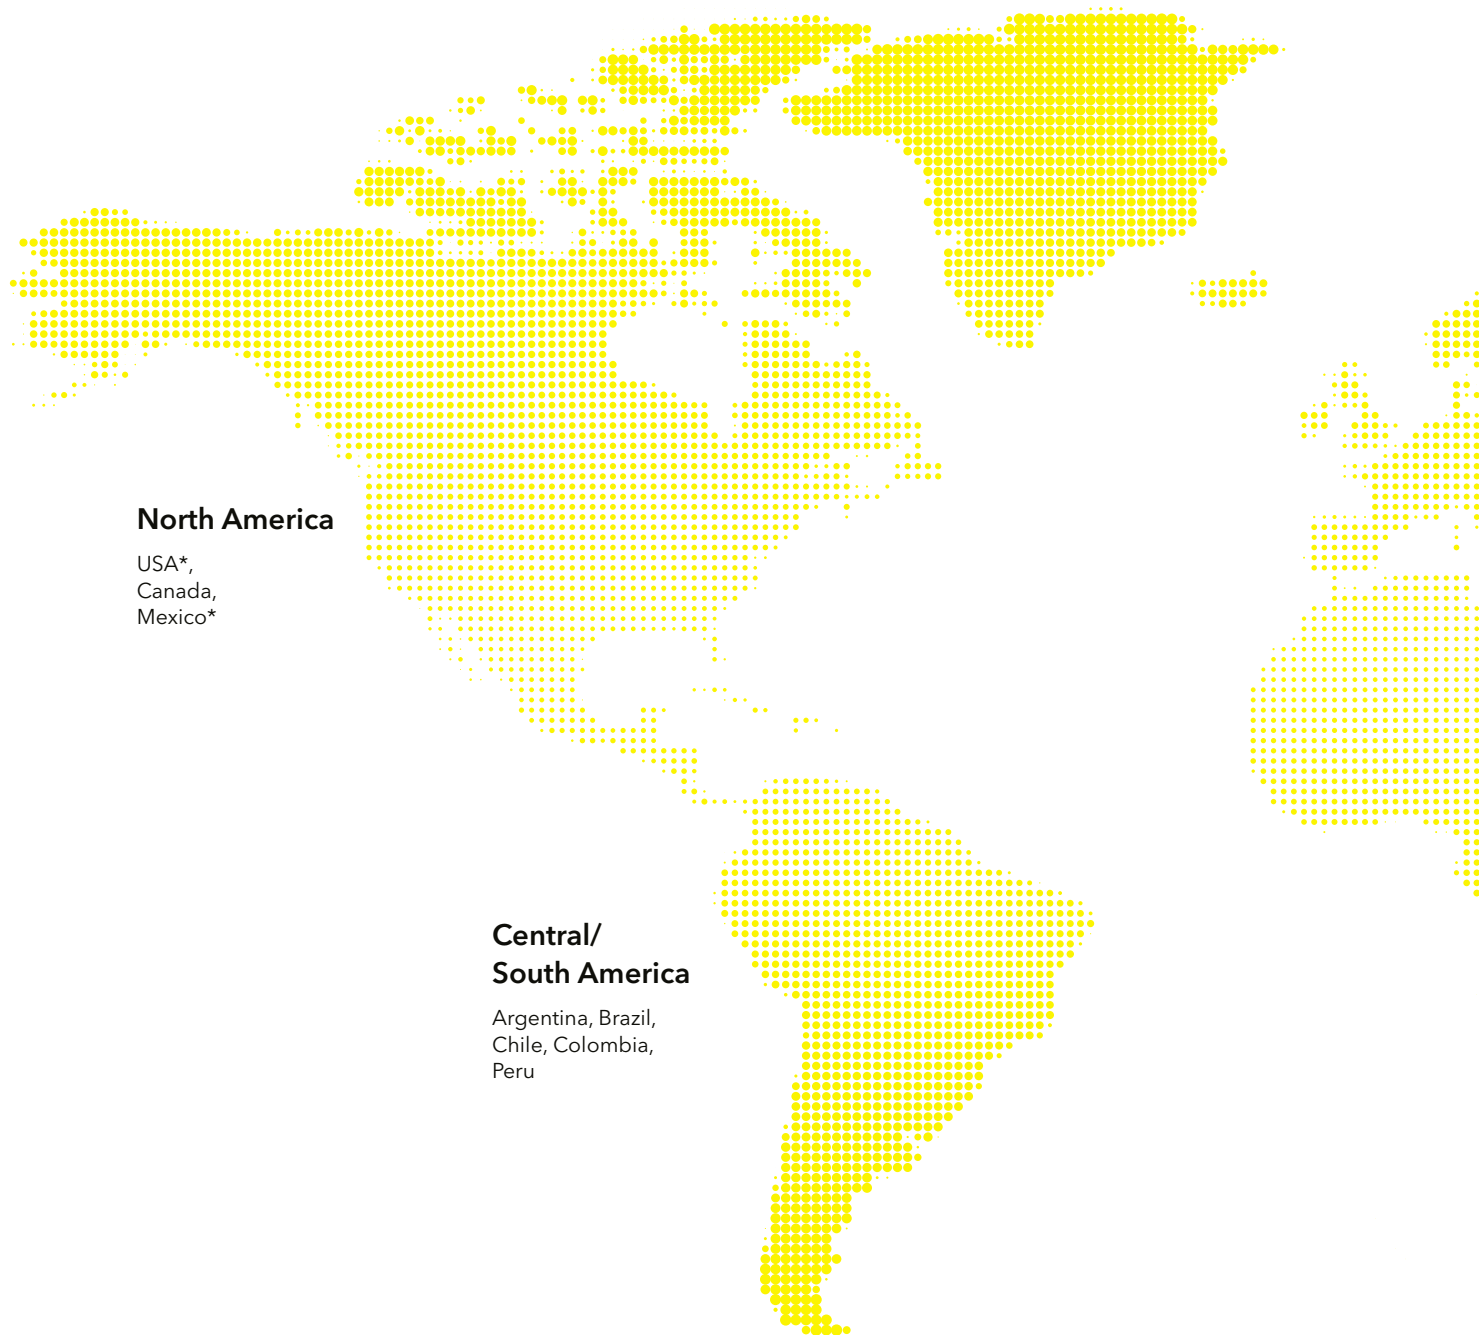 North America
USA*,
Canada,
Mexico*
Central/
South America
Argentina, Brazil,
Chile, Colombia,
Peru